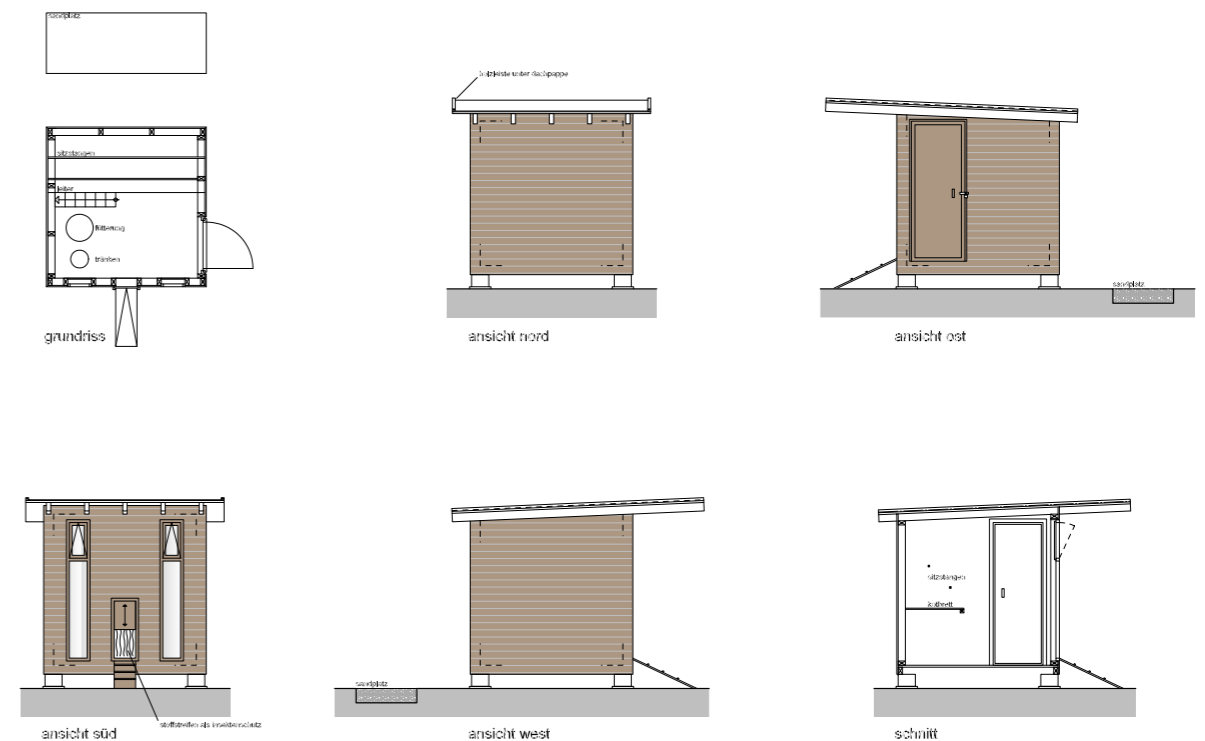 sandplatz
sitzstangen
leiter
fütterung
tränken
grundriss
holzleiste unter dachpappe
ansicht nord
sandplatz
ansicht ost
stoffstreifen als insektenschutz
ansicht süd
sandplatz
ansicht west
sitzstangen
kotbrett
schnitt